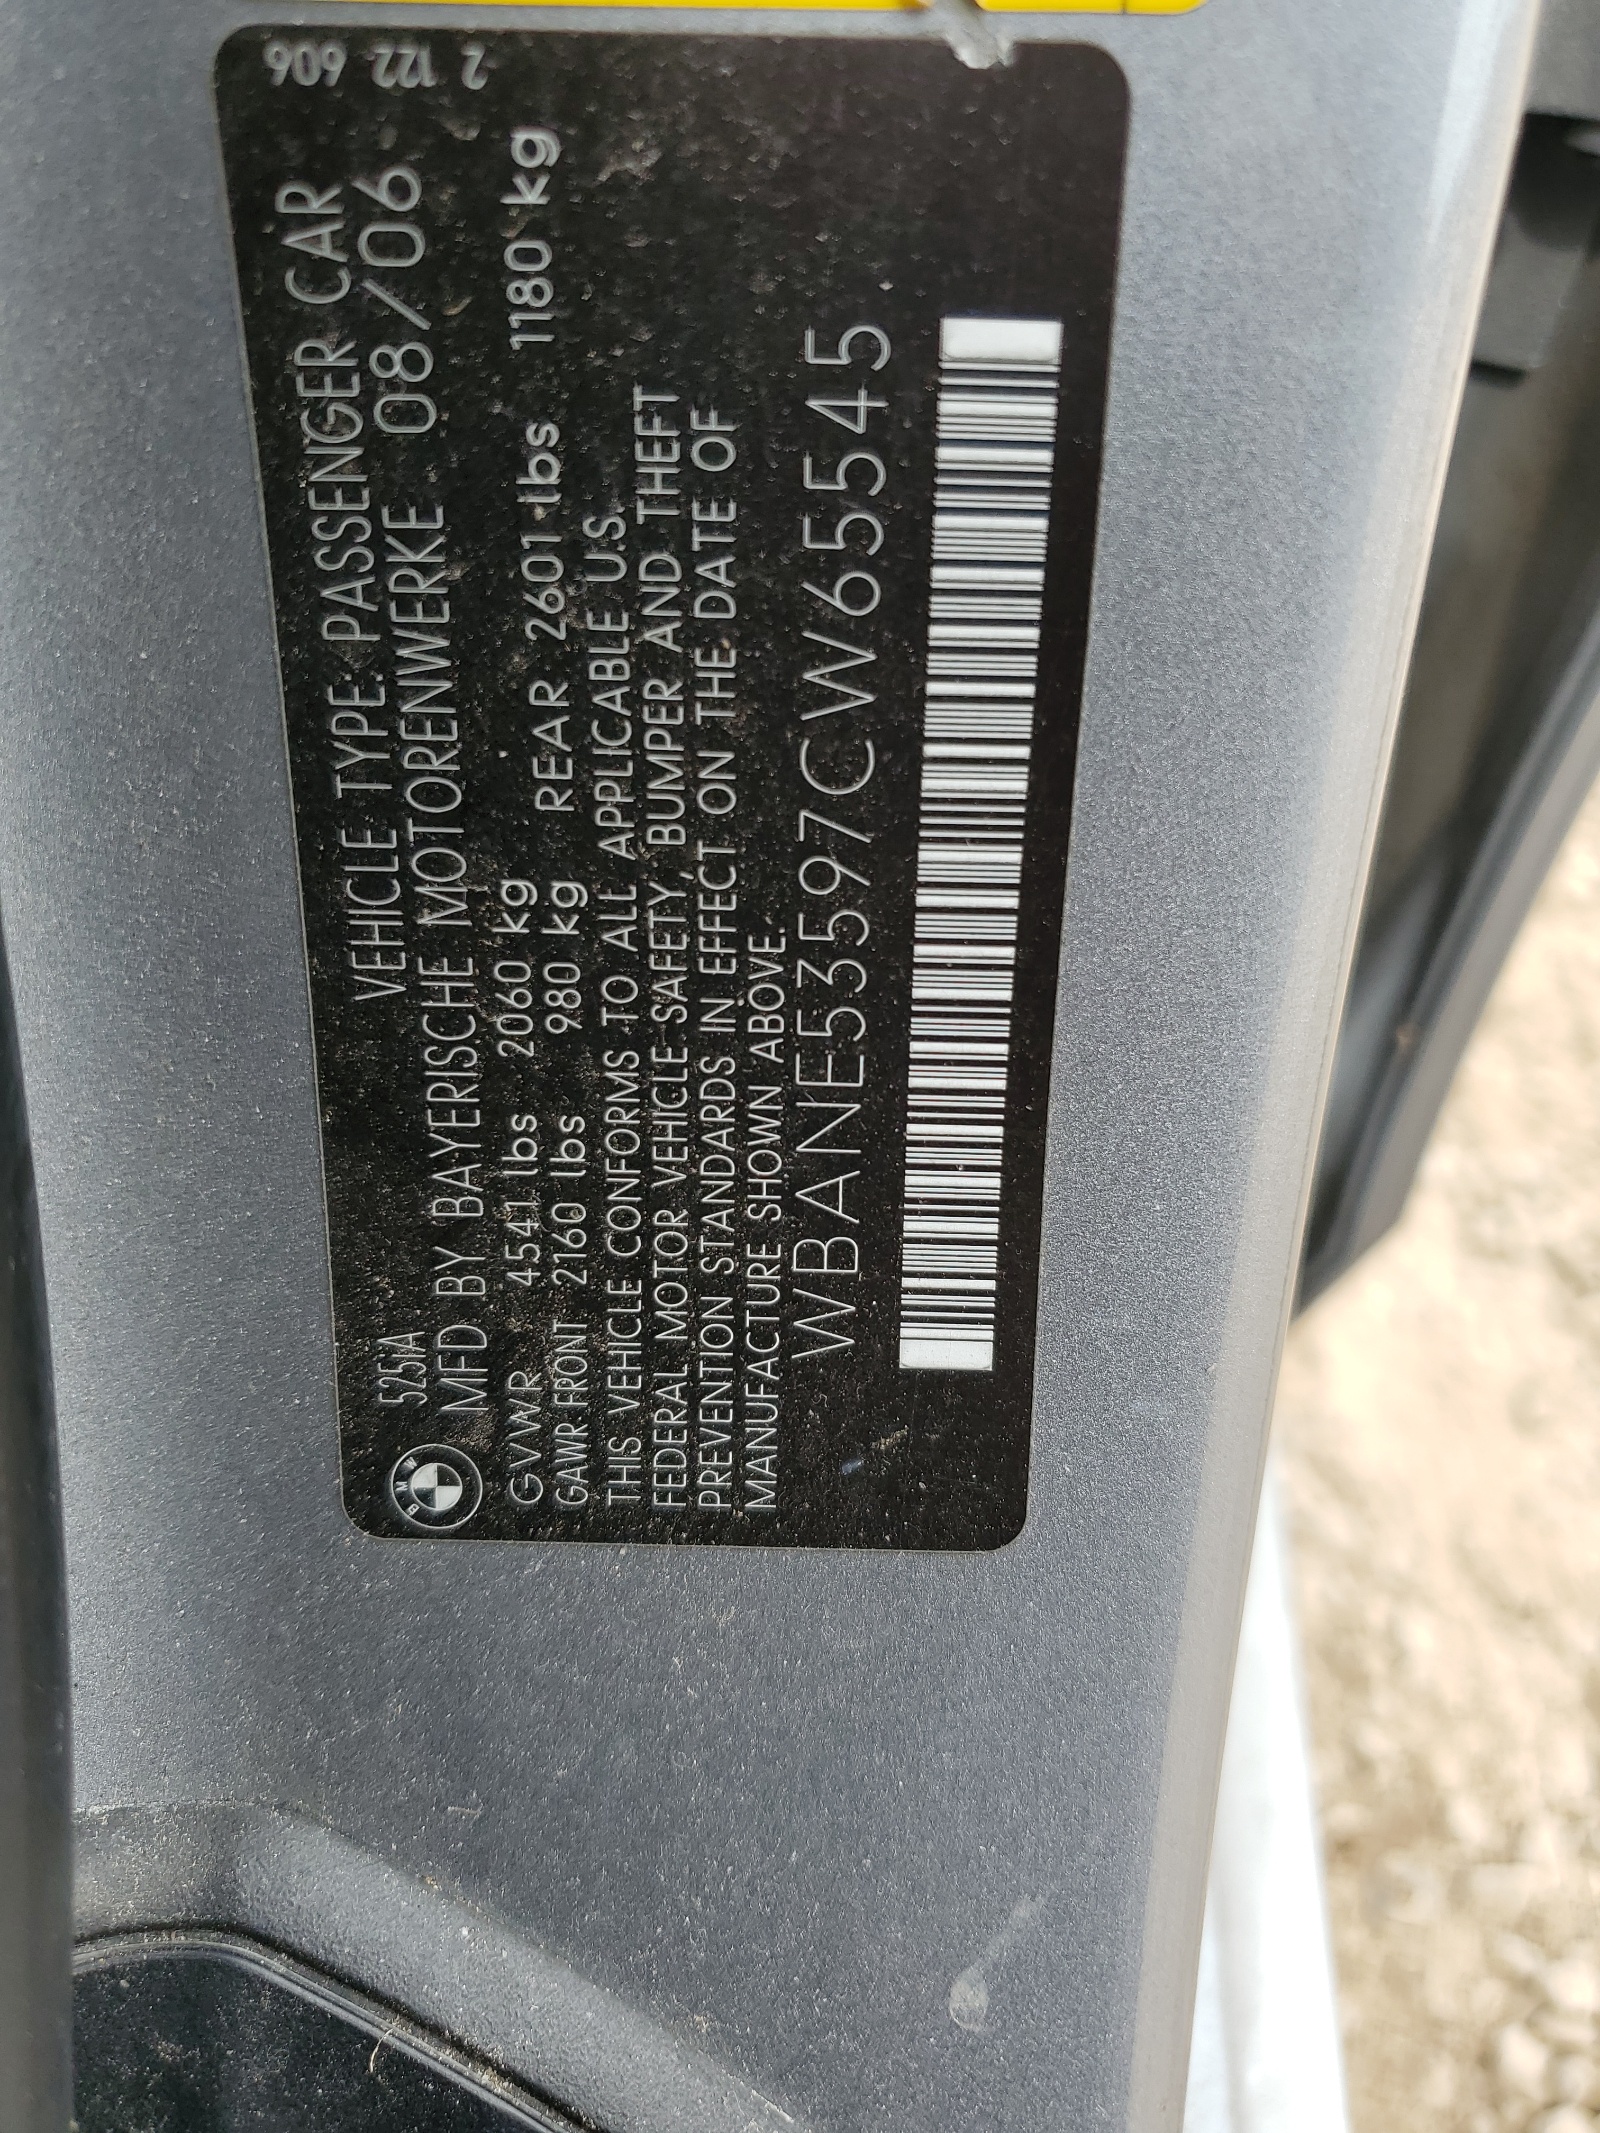 2 122 606
525IA VEHICLE TYPE: PASSENGER CAR
MFD BY BAYERISCHE MOTORENWERKE 08/06
BMW
GVWR 4541 lbs 2060 kg
GAWR FRONT 2160 lbs 980 kg REAR 2601 lbs 1180 kg
THIS VEHICLE CONFORMS TO ALL APPLICABLE U.S.
FEDERAL MOTOR VEHICLE SAFETY, BUMPER AND THEFT
PREVENTION STANDARDS IN EFFECT ON THE DATE OF
MANUFACTURE SHOWN ABOVE.
WBANE53597CW65545